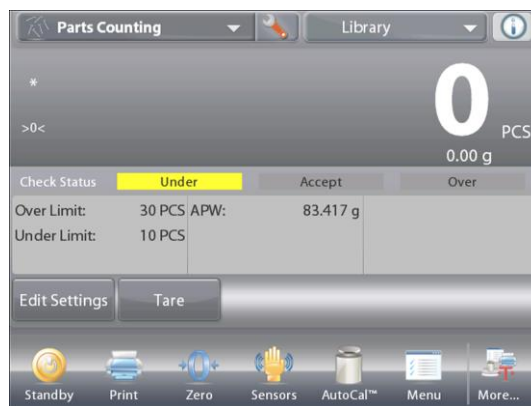 Parts Counting Library
*
>0<
0 PCS
0.00 g
Check Status Under Accept Over
Over Limit: 30 PCS APW: 83.417 g
Under Limit: 10 PCS
Edit Settings Tare
Standby Print Zero Sensors AutoCal™ Menu More...